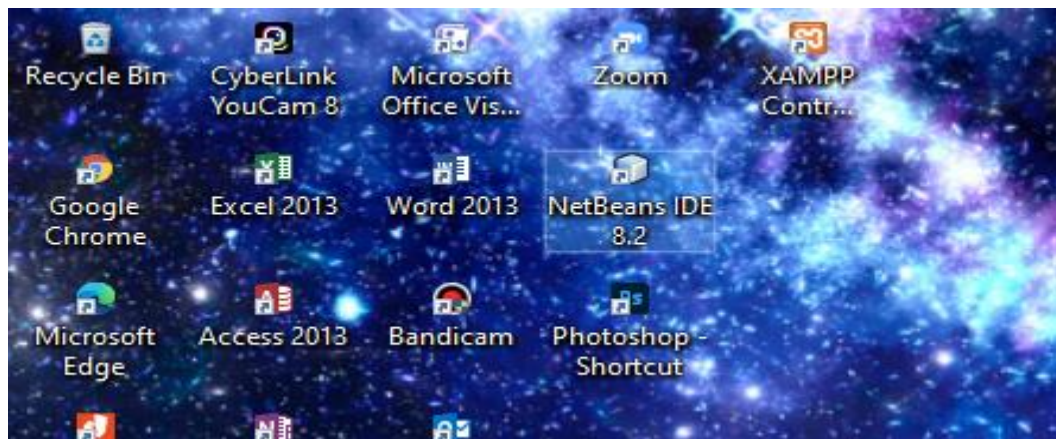 Recycle Bin
CyberLink
YouCam 8
Microsoft
Office Vis...
Zoom
XAMPP
Contr...
Google
Chrome
Excel 2013
Word 2013
NetBeans IDE
8.2
Microsoft
Edge
Access 2013
Bandicam
Photoshop -
Shortcut